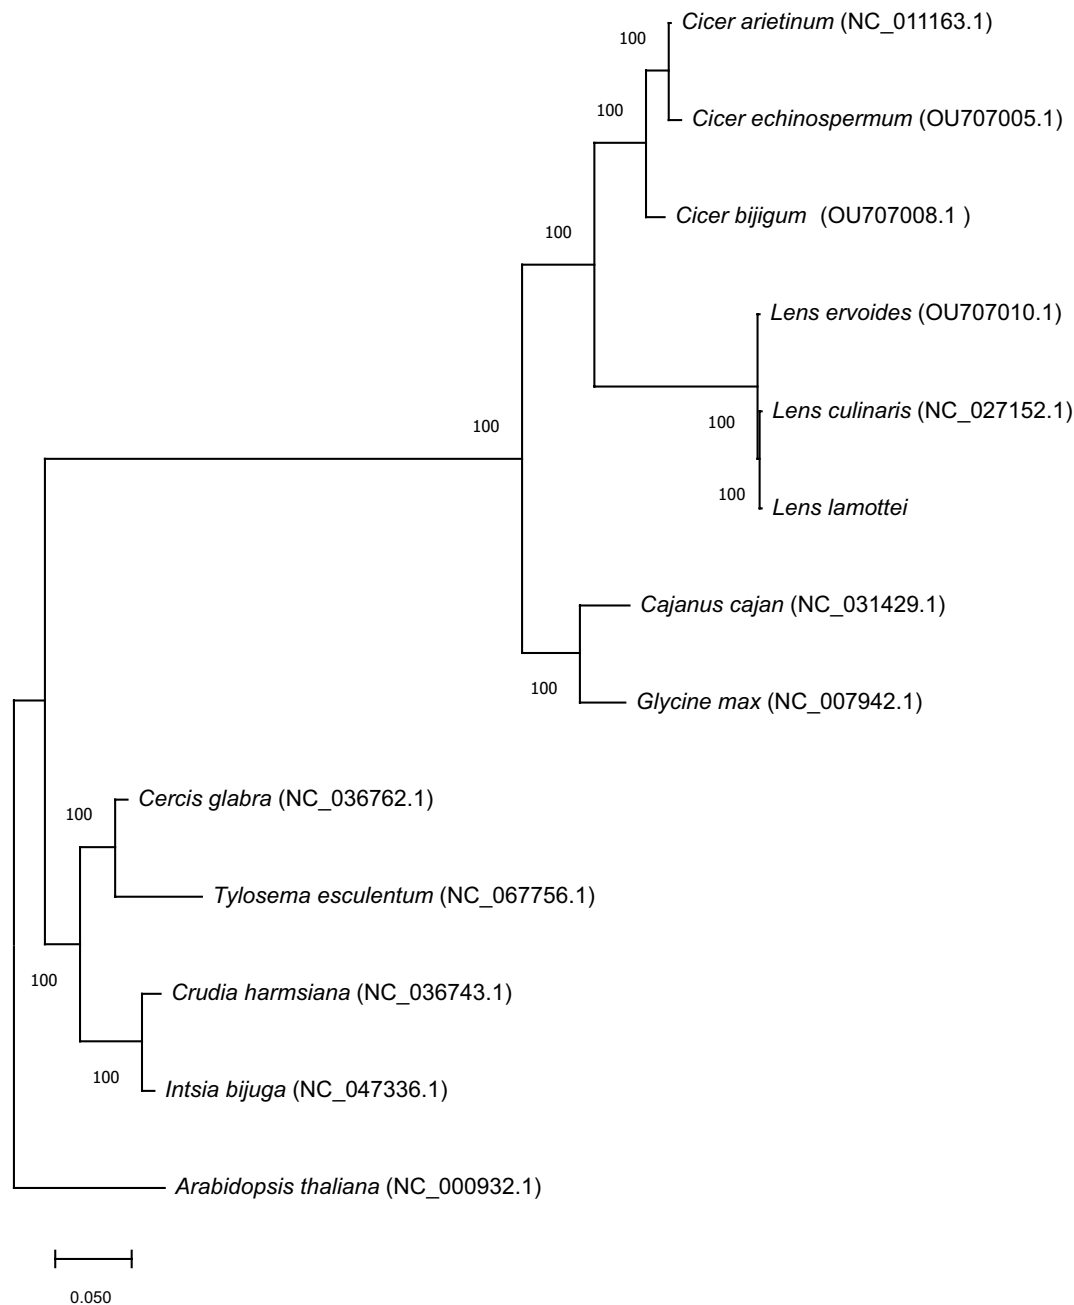 100
Cicer arietinum (NC_011163.1)
100
Cicer echinospermum (OU707005.1)
Cicer bijigum (OU707008.1 )
100
Lens ervoides (OU707010.1)
Lens culinaris (NC_027152.1)
100
100
100
Lens lamottei
Cajanus cajan (NC_031429.1)
100
Glycine max (NC_007942.1)
Cercis glabra (NC_036762.1)
100
Tylosema esculentum (NC_067756.1)
100
Crudia harmsiana (NC_036743.1)
100
Intsia bijuga (NC_047336.1)
Arabidopsis thaliana (NC_000932.1)
0.050